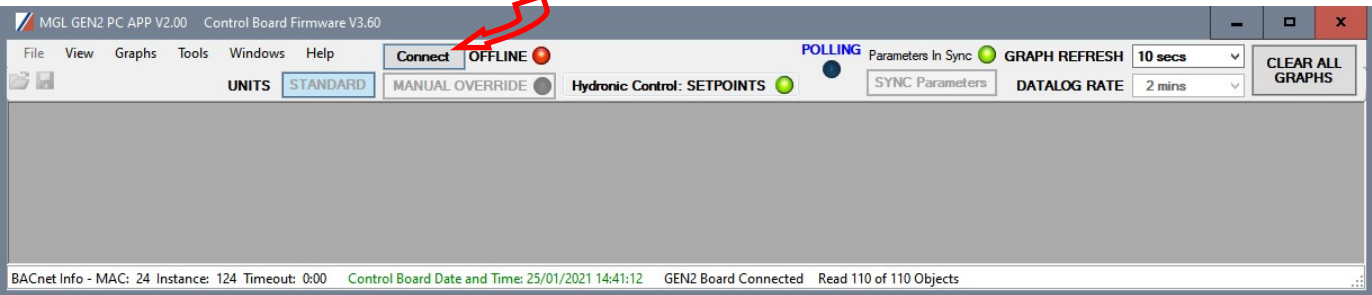 MGL GEN2 PC APP V2.00 Control Board Firmware V3.60
File View Graphs Tools Windows Help Connect OFFLINE POLLING Parameters In Sync GRAPH REFRESH 10 secs CLEAR ALL GRAPHS
UNITS STANDARD MANUAL OVERRIDE Hydronic Control: SETPOINTS SYNC Parameters DATALOG RATE 2 mins
BACnet Info - MAC: 24 Instance: 124 Timeout: 0:00 Control Board Date and Time: 25/01/2021 14:41:12 GEN2 Board Connected Read 110 of 110 Objects